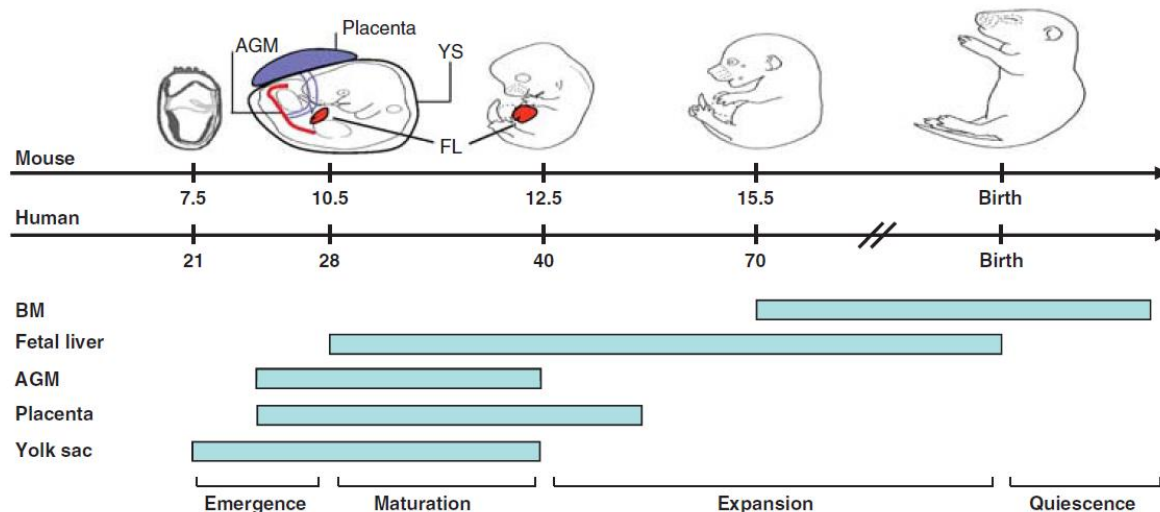 AGM
Placenta
YS
FL
Mouse
7.5 10.5 12.5 15.5 Birth
Human
21 28 40 70 Birth
BM
Fetal liver
AGM
Placenta
Yolk sac
Emergence Maturation Expansion Quiescence